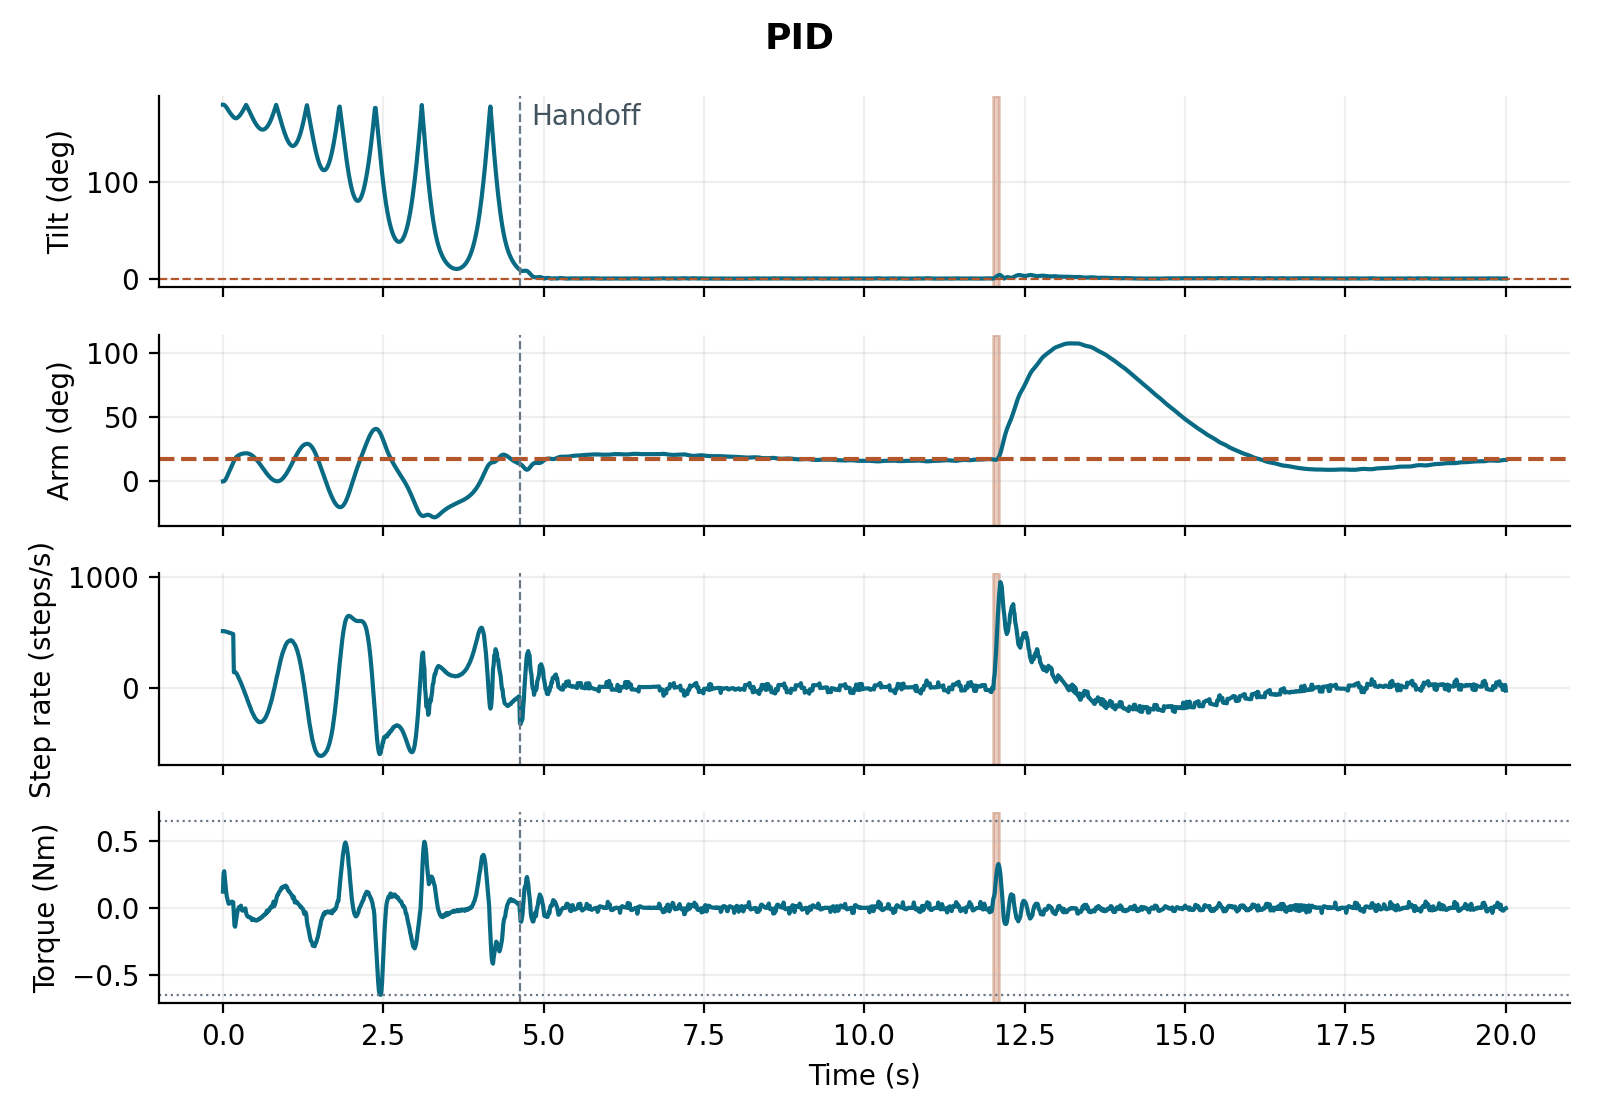 PID
Tilt (deg)
100
0
Handoff
Arm (deg)
100
50
0
Step rate (steps/s)
1000
0
Torque (Nm)
0.5
0.0
−0.5
0.0 2.5 5.0 7.5 10.0 12.5 15.0 17.5 20.0
Time (s)